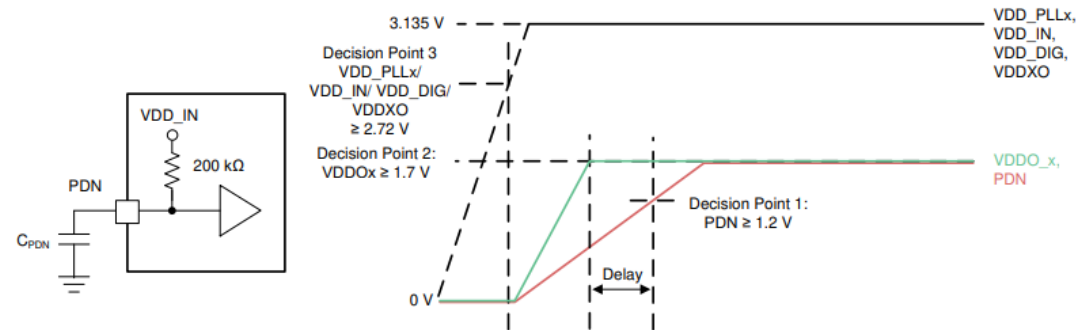 VDD_IN
200 kΩ
PDN
CPDN
3.135 V
Decision Point 3
VDD_PLLx/
VDD_IN/ VDD_DIG/
VDDXO
≥ 2.72 V
Decision Point 2:
VDDOx ≥ 1.7 V
0 V
Delay
Decision Point 1:
PDN ≥ 1.2 V
VDD_PLLx,
VDD_IN,
VDD_DIG,
VDDXO
VDDO_x,
PDN